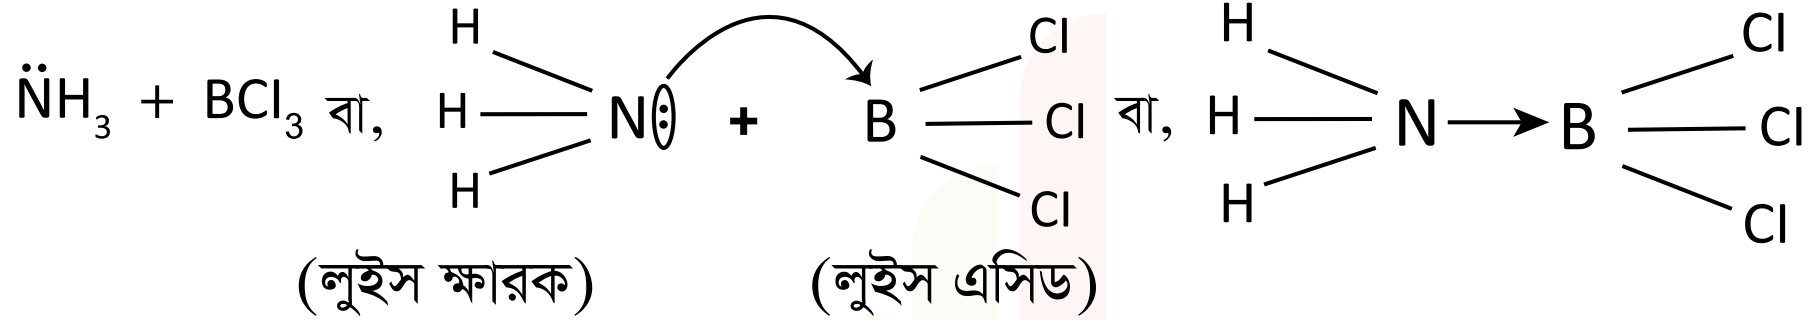 N̈H₃ + BCl₃ বা, H H H N: + B Cl Cl Cl বা, H H H N → B Cl Cl Cl
(লুইস ক্ষারক) (লুইস এসিড)